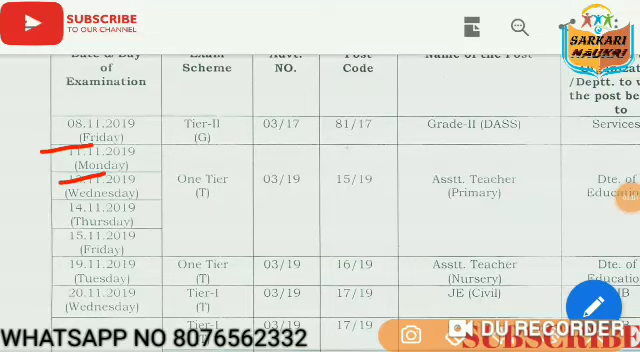 SUBSCRIBE
TO OUR CHANNEL
SARKARI
NAUKRI
Date & Day Exam Advt. Post Name of the Post
of Scheme NO. Code /Deptt. to
Examination the post be
to
08.11.2019 Tier-II 03/17 81/17 Grade-II (DASS) Services
(Friday) (G)
11.11.2019
(Monday)
13.11.2019 One Tier 03/19 15/19 Asstt. Teacher Dte. of
(Wednesday) (T) (Primary)
14.11.2019
(Thursday)
15.11.2019
(Friday)
19.11.2019 One Tier 03/19 16/19 Asstt. Teacher Dte. of
(Tuesday) (T) (Nursery)
20.11.2019 Tier-I 03/19 17/19 JE (Civil)
(Wednesday) (T)
Tier-I 03/19 17/19
WHATSAPP NO 8076562332
DU RECORDER
SUBSCRIBE